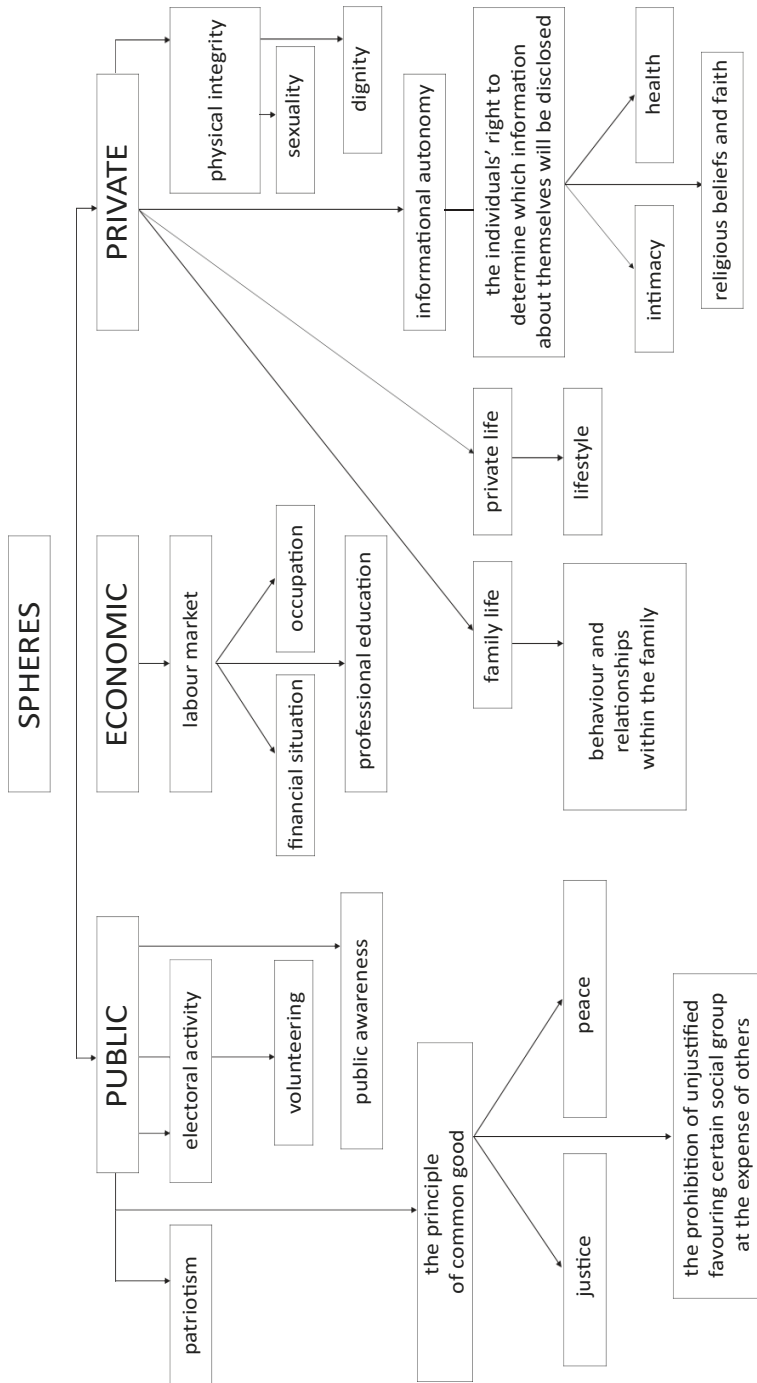 SPHERES
PUBLIC
ECONOMIC
PRIVATE
patriotism
electoral activity
volunteering
public awareness
the principle
of common good
justice
peace
the prohibition of unjustified
favouring certain social group
at the expense of others
labour market
financial situation
occupation
professional education
family life
behaviour and
relationships
within the family
private life
lifestyle
physical integrity
sexuality
dignity
informational autonomy
the individuals’ right to
determine which information
about themselves will be disclosed
intimacy
health
religious beliefs and faith